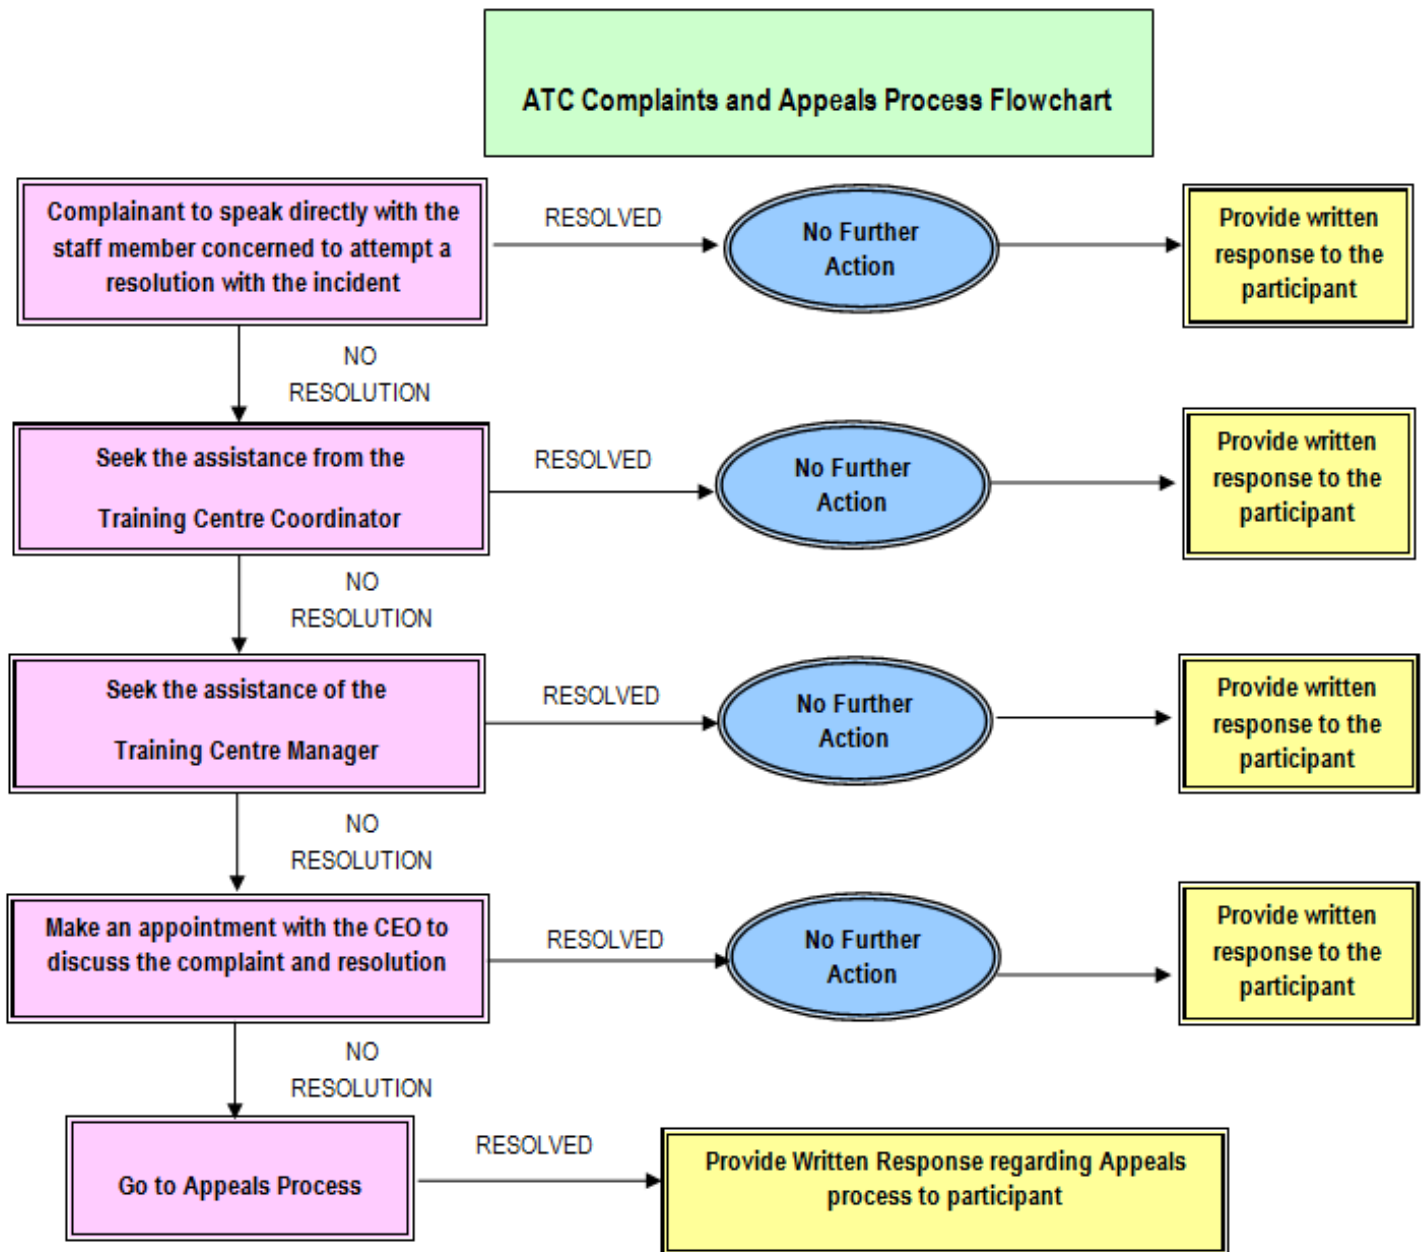 ATC Complaints and Appeals Process Flowchart
Complainant to speak directly with the
staff member concerned to attempt a
resolution with the incident
RESOLVED
No Further
Action
Provide written
response to the
participant
NO
RESOLUTION
Seek the assistance from the
Training Centre Coordinator
RESOLVED
No Further
Action
Provide written
response to the
participant
NO
RESOLUTION
Seek the assistance of the
Training Centre Manager
RESOLVED
No Further
Action
Provide written
response to the
participant
NO
RESOLUTION
Make an appointment with the CEO to
discuss the complaint and resolution
RESOLVED
No Further
Action
Provide written
response to the
participant
NO
RESOLUTION
Go to Appeals Process
RESOLVED
Provide Written Response regarding Appeals
process to participant